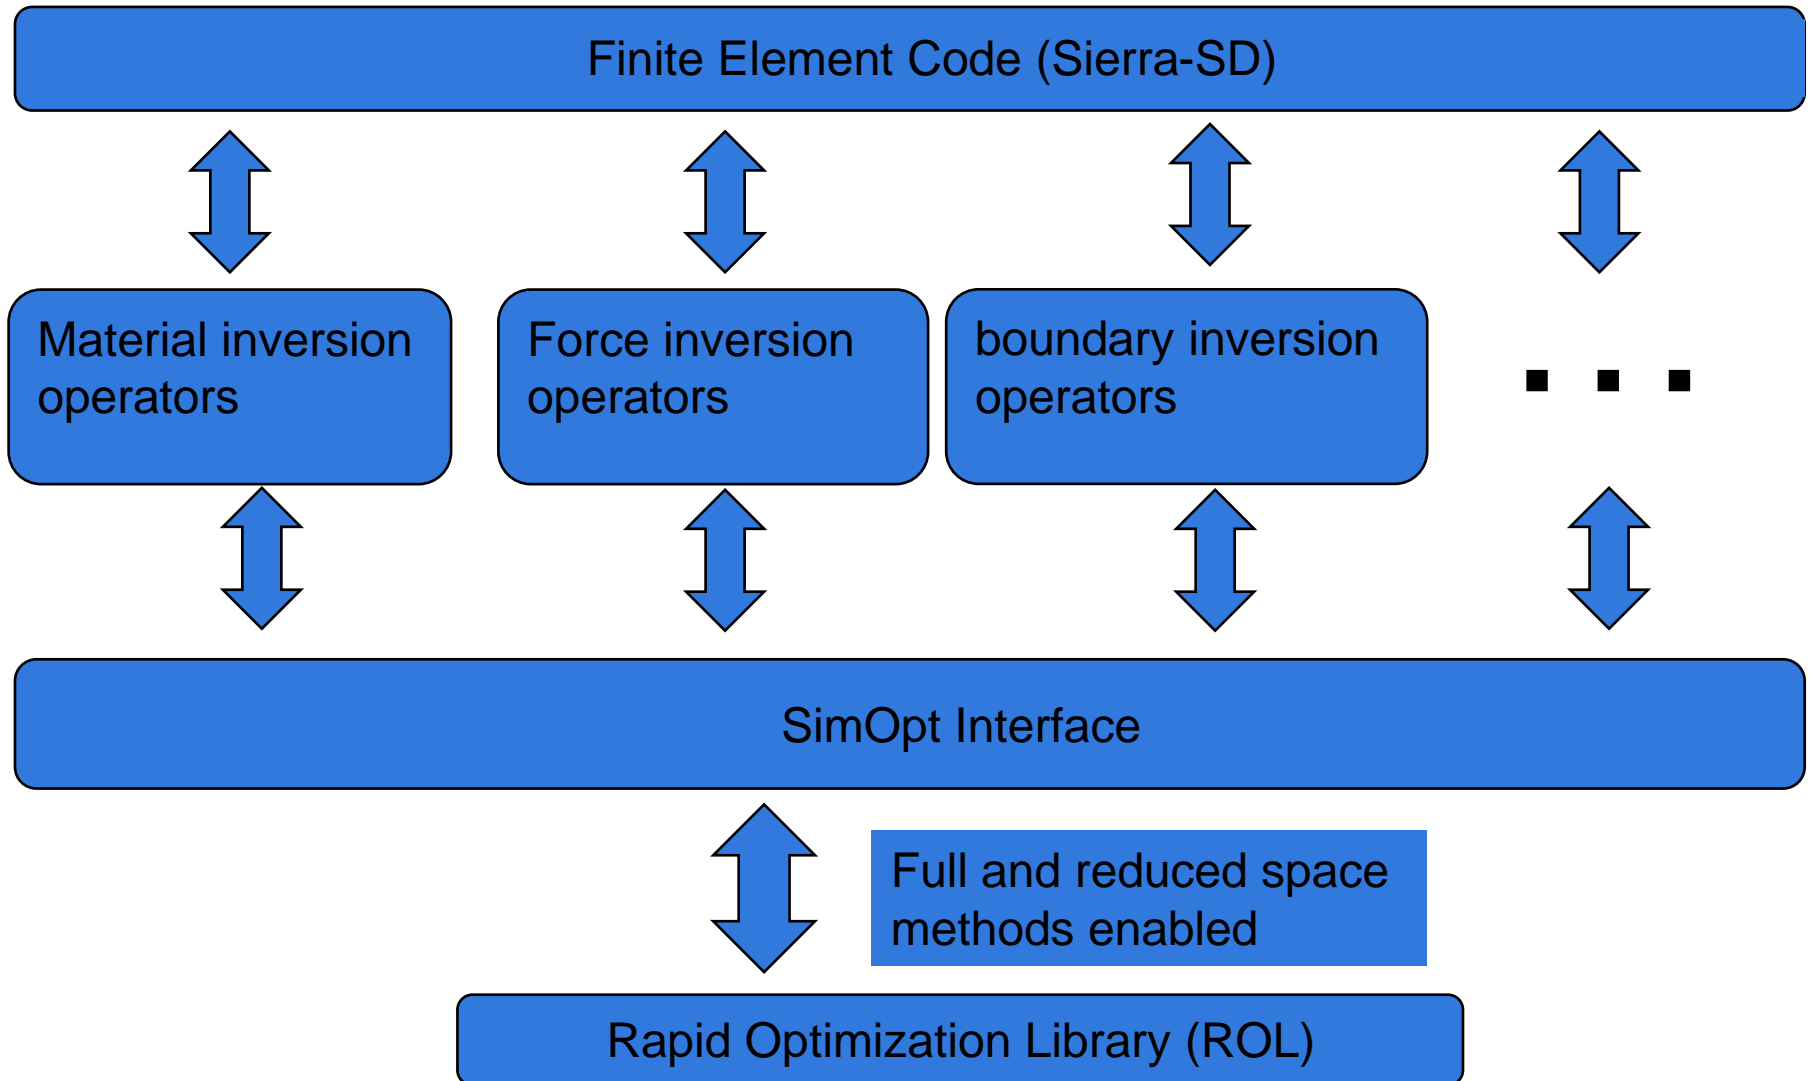 Finite Element Code (Sierra-SD)
Material inversion
operators
Force inversion
operators
boundary inversion
operators
. . .
SimOpt Interface
Full and reduced space
methods enabled
Rapid Optimization Library (ROL)